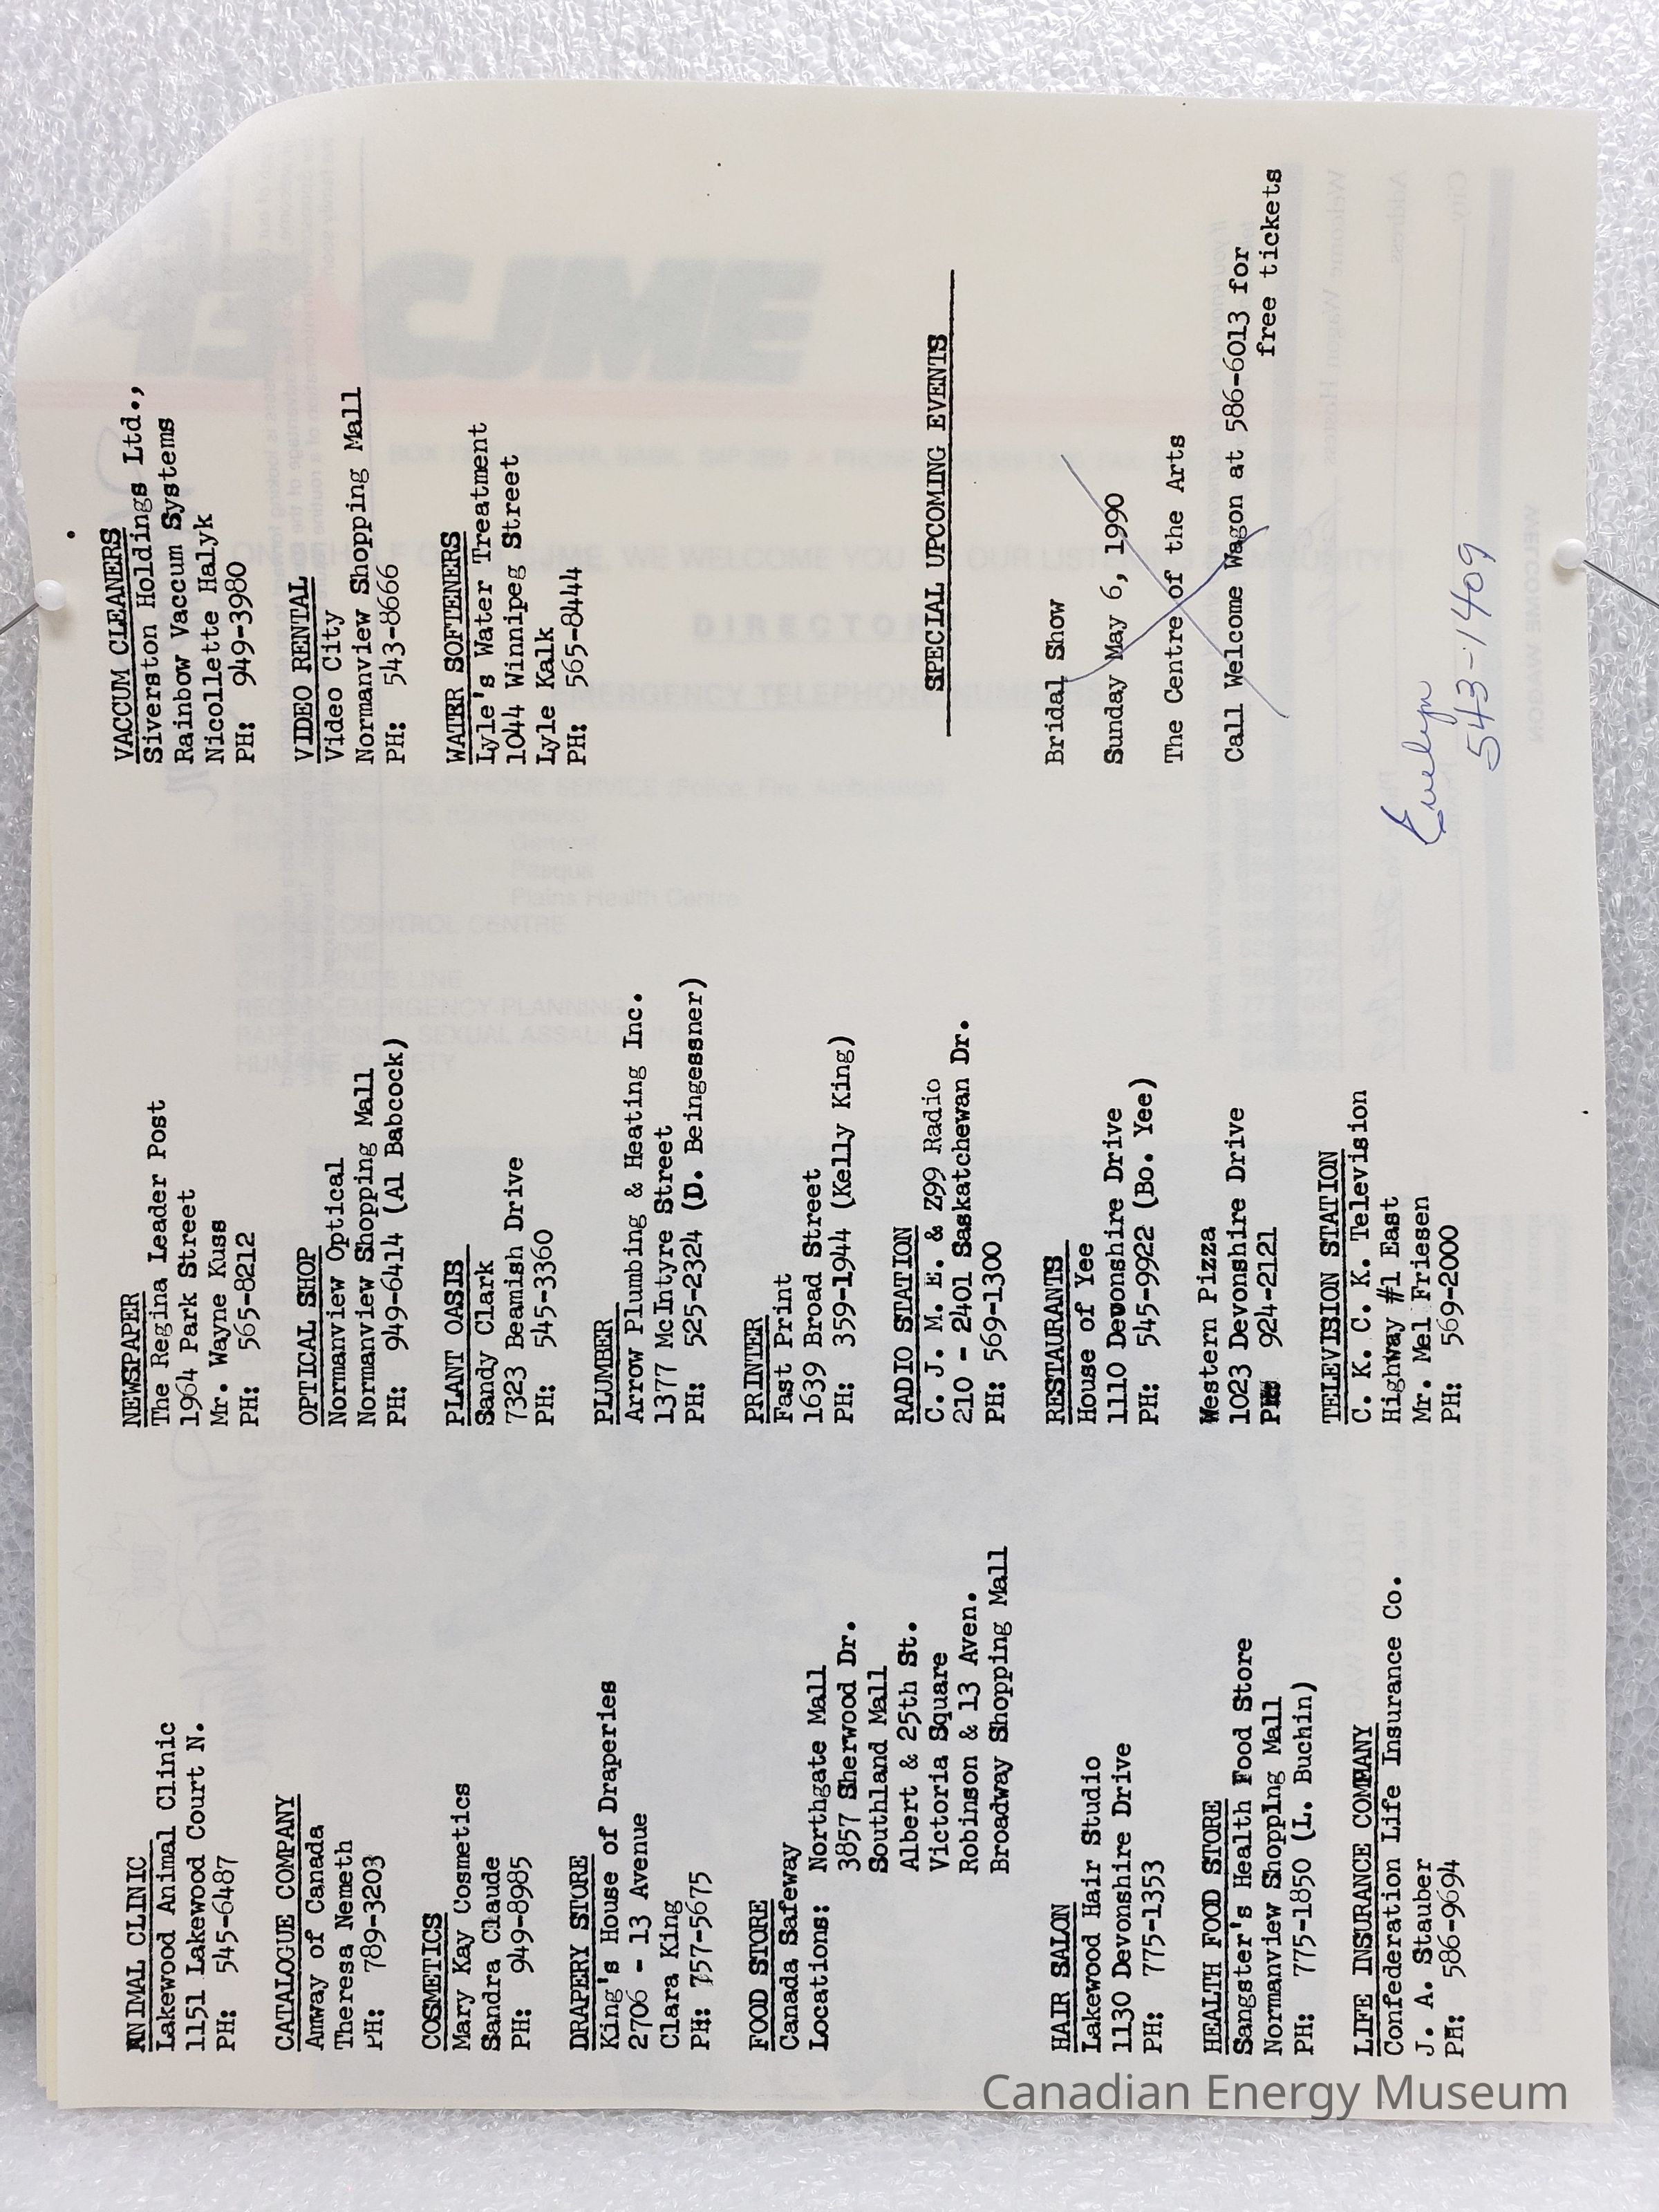 ANIMAL CLINIC
Lakewood Animal Clinic
1151 Lakewood Court N.
PH: 545-6487
CATALOGUE COMPANY
Amway of Canada
Theresa Nemeth
PH: 789-3203
COSMETICS
Mary Kay Cosmetics
Sandra Claude
PH: 949-8985
DRAPERY STORE
King's House of Draperies
2706 - 13 Avenue
Clara King
PH: 757-5675
FOOD STORE
Canada Safeway
Locations: Northgate Mall
3857 Sherwood Dr.
Southland Mall
Albert & 25th St.
Victoria Square
Robinson & 13 Aven.
Broadway Shopping Mall
HAIR SALON
Lakewood Hair Studio
1130 Devonshire Drive
PH: 775-1353
HEALTH FOOD STORE
Sangster's Health Food Store
Normanview Shopping Mall
PH: 775-1850 (L. Buchin)
LIFE INSURANCE COMPANY
Confederation Life Insurance Co.
J. A. Stauber
PH: 586-9694
NEWSPAPER
The Regina Leader Post
1964 Park Street
Mr. Wayne Kuss
PH: 565-8212
OPTICAL SHOP
Normanview Optical
Normanview Shopping Mall
PH: 949-6414 (Al Babcock)
PLANT OASIS
Sandy Clark
7323 Beamish Drive
PH: 545-3360
PLUMBER
Arrow Plumbing & Heating Inc.
1377 McIntyre Street
PH: 525-2324 (D. Beingessner)
PRINTER
Fast Print
1639 Broad Street
PH: 359-1944 (Kelly King)
RADIO STATION
C. J. M. E. & Z99 Radio
210 - 2401 Saskatchewan Dr.
PH: 569-1300
RESTAURANTS
House of Yee
1110 Devonshire Drive
PH: 545-9922 (Bo. Yee)
Western Pizza
1023 Devonshire Drive
PH: 924-2121
TELEVISION STATION
C. K. C. K. Television
Highway #1 East
Mr. Mel Friesen
PH: 569-2000
VACCUM CLEANERS
Siverston Holdings Ltd.,
Rainbow Vaccum Systems
Nicollette Halyk
PH: 949-3980
VIDEO RENTAL
Video City
Normanview Shopping Mall
PH: 543-8666
WATER SOFTENERS
Lyle's Water Treatment
1044 Winnipeg Street
Lyle Kalk
PH: 565-8444
SPECIAL UPCOMING EVENTS
Bridal Show
Sunday May 6, 1990
The Centre of the Arts
Call Welcome Wagon at 586-6013 for
free tickets
Evelyn
543-1409
Canadian Energy Museum